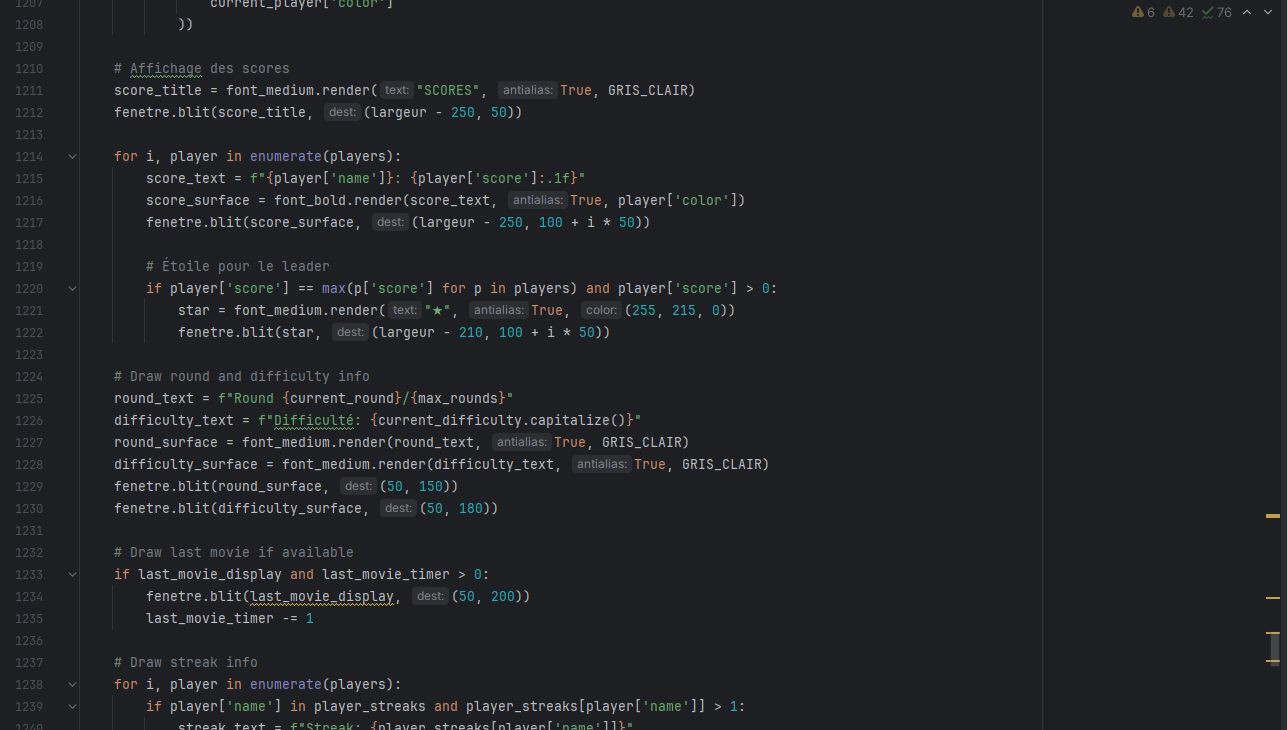 1207 current_player['color']
1208 ))
1209
1210 # Affichage des scores
1211 score_title = font_medium.render( text: "SCORES", antialias: True, GRIS_CLAIR)
1212 fenetre.blit(score_title, dest: (largeur - 250, 50))
1213
1214 for i, player in enumerate(players):
1215 score_text = f"{player['name']}: {player['score']:.1f}"
1216 score_surface = font_bold.render(score_text, antialias: True, player['color'])
1217 fenetre.blit(score_surface, dest: (largeur - 250, 100 + i * 50))
1218
1219 # Étoile pour le leader
1220 if player['score'] == max(p['score'] for p in players) and player['score'] > 0:
1221 star = font_medium.render( text: "★", antialias: True, color: (255, 215, 0))
1222 fenetre.blit(star, dest: (largeur - 210, 100 + i * 50))
1223
1224 # Draw round and difficulty info
1225 round_text = f"Round {current_round}/{max_rounds}"
1226 difficulty_text = f"Difficulté: {current_difficulty.capitalize()}"
1227 round_surface = font_medium.render(round_text, antialias: True, GRIS_CLAIR)
1228 difficulty_surface = font_medium.render(difficulty_text, antialias: True, GRIS_CLAIR)
1229 fenetre.blit(round_surface, dest: (50, 150))
1230 fenetre.blit(difficulty_surface, dest: (50, 180))
1231
1232 # Draw last movie if available
1233 if last_movie_display and last_movie_timer > 0:
1234 fenetre.blit(last_movie_display, dest: (50, 200))
1235 last_movie_timer -= 1
1236
1237 # Draw streak info
1238 for i, player in enumerate(players):
1239 if player['name'] in player_streaks and player_streaks[player['name']] > 1:
1240 streak_text = f"Streak: {player_streaks[player['name']]}"
6 42 76